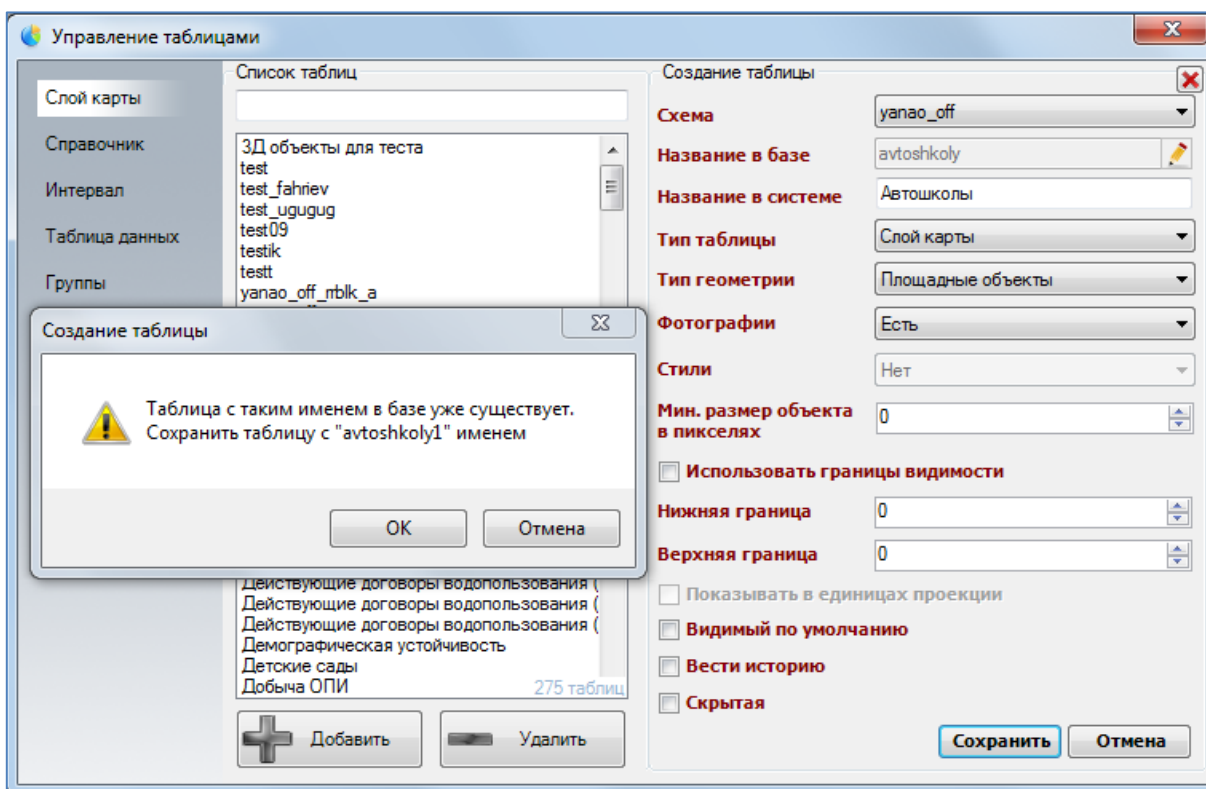 Управление таблицами
Слой карты
Справочник
Интервал
Таблица данных
Группы
Список таблиц
3Д объекты для теста
test
test_fahriev
test_ugugug
test09
testik
testt
yanao_off_rrblk_a
Создание таблицы
Таблица с таким именем в базе уже существует.
Сохранить таблицу с "avtoshkoly1" именем
ОК
Отмена
Действующие договоры водопользования (
Действующие договоры водопользования (
Действующие договоры водопользования (
Демографическая устойчивость
Детские сады
Добыча ОПИ
275 таблиц
Добавить
Удалить
Создание таблицы
Схема
yanao_off
Название в базе
avtoshkoly
Название в системе
Автошколы
Тип таблицы
Слой карты
Тип геометрии
Площадные объекты
Фотографии
Есть
Стили
Нет
Мин. размер объекта
в пикселях
0
Использовать границы видимости
Нижняя граница
0
Верхняя граница
0
Показывать в единицах проекции
Видимый по умолчанию
Вести историю
Скрытая
Сохранить
Отмена